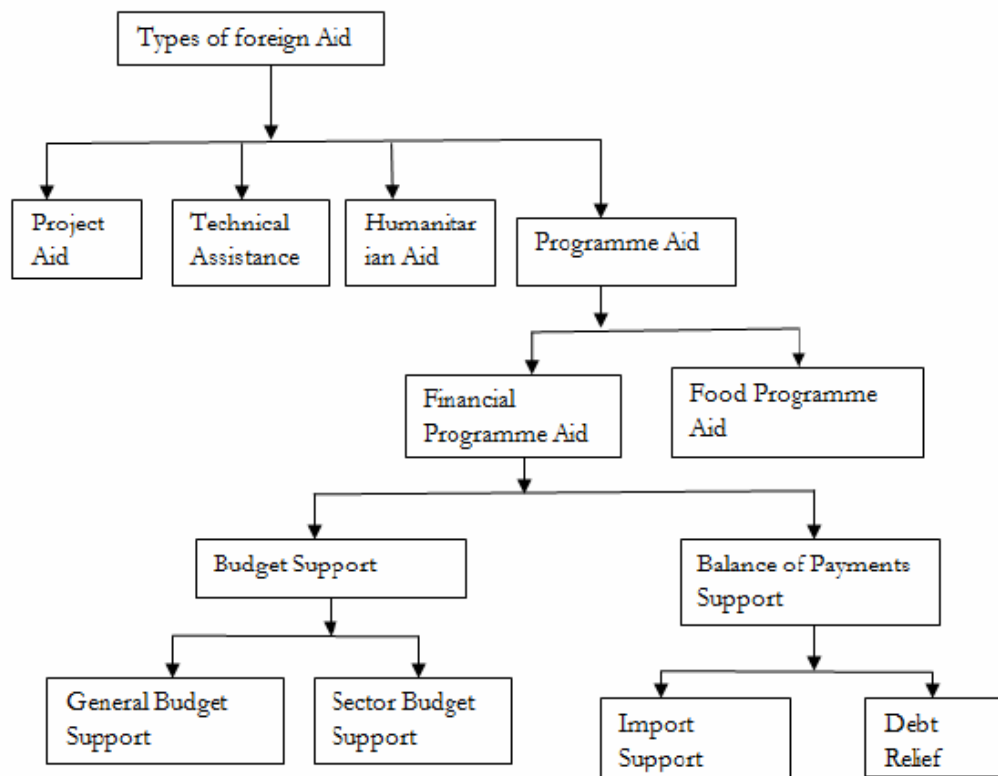 Types of foreign Aid
Project
Aid
Technical
Assistance
Humanitar
ian Aid
Programme Aid
Financial
Programme Aid
Food Programme
Aid
Budget Support
Balance of Payments
Support
General Budget
Support
Sector Budget
Support
Import
Support
Debt
Relief